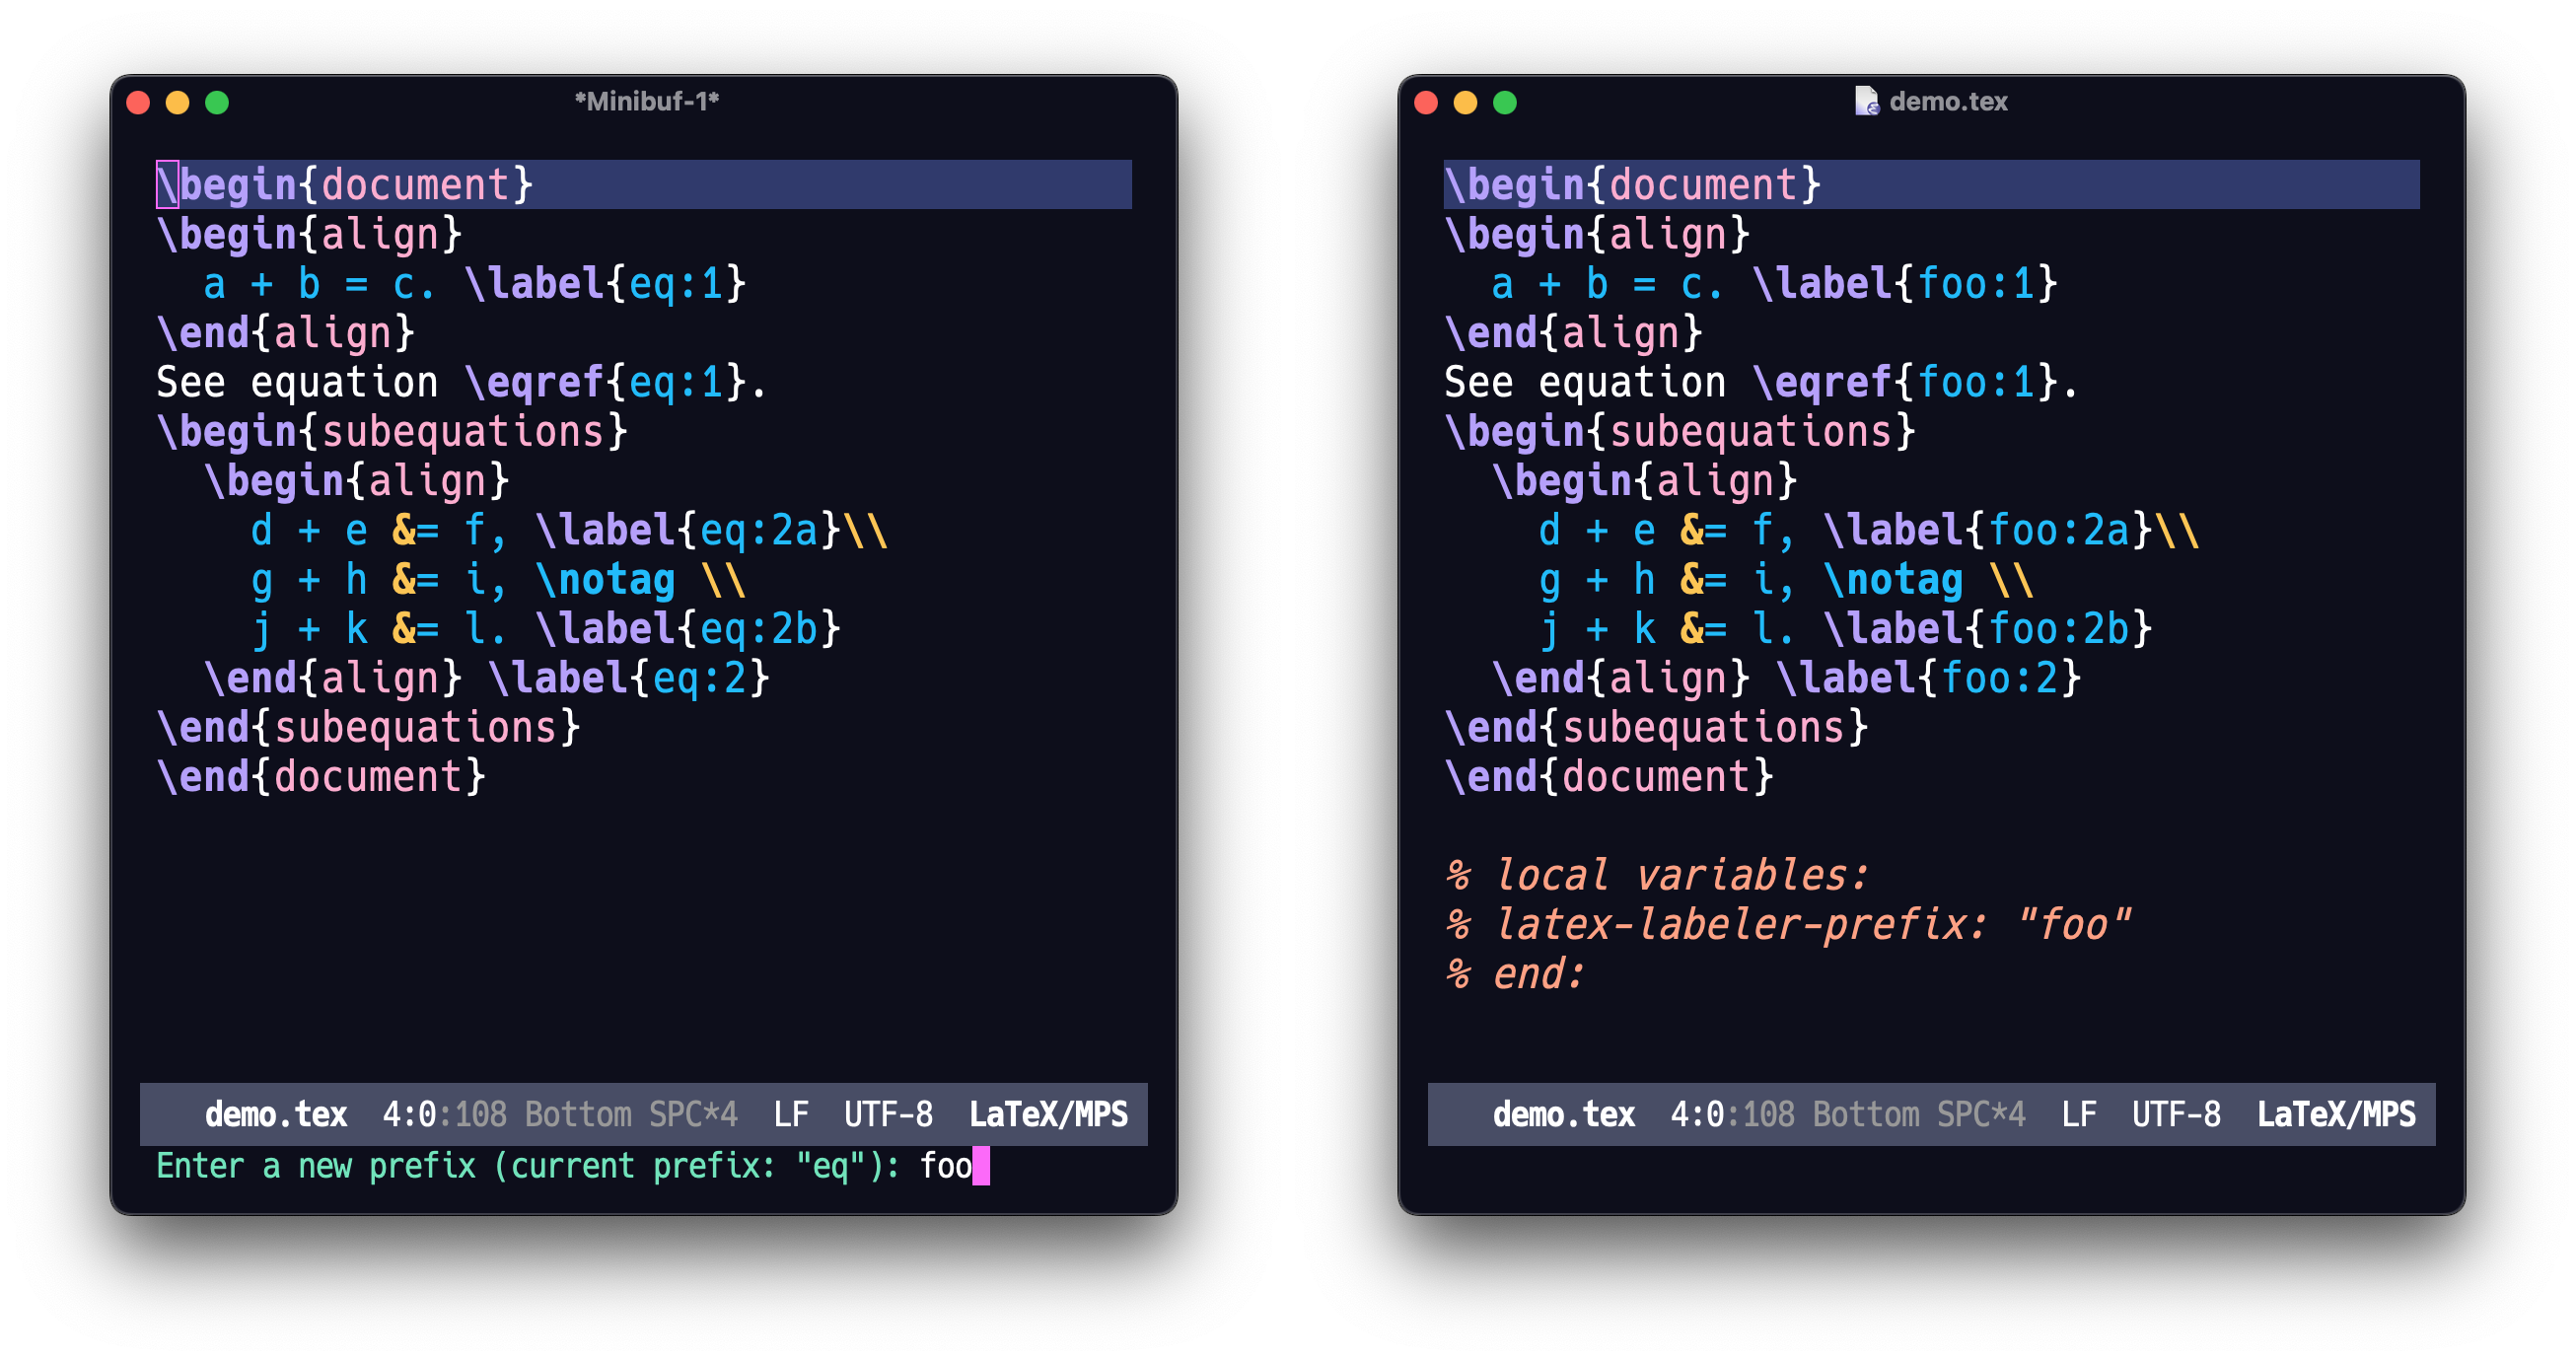 *Minibuf-1*
\begin{document}
\begin{align}
  a + b = c. \label{eq:1}
\end{align}
See equation \eqref{eq:1}.
\begin{subequations}
  \begin{align}
    d + e &= f, \label{eq:2a}\\
    g + h &= i, \notag \\
    j + k &= l. \label{eq:2b}
  \end{align} \label{eq:2}
\end{subequations}
\end{document}
demo.tex 4:0:108 Bottom SPC*4 LF UTF-8 LaTeX/MPS
Enter a new prefix (current prefix: "eq"): foo
demo.tex
\begin{document}
\begin{align}
  a + b = c. \label{foo:1}
\end{align}
See equation \eqref{foo:1}.
\begin{subequations}
  \begin{align}
    d + e &= f, \label{foo:2a}\\
    g + h &= i, \notag \\
    j + k &= l. \label{foo:2b}
  \end{align} \label{foo:2}
\end{subequations}
\end{document}
% local variables:
% latex-labeler-prefix: "foo"
% end:
demo.tex 4:0:108 Bottom SPC*4 LF UTF-8 LaTeX/MPS